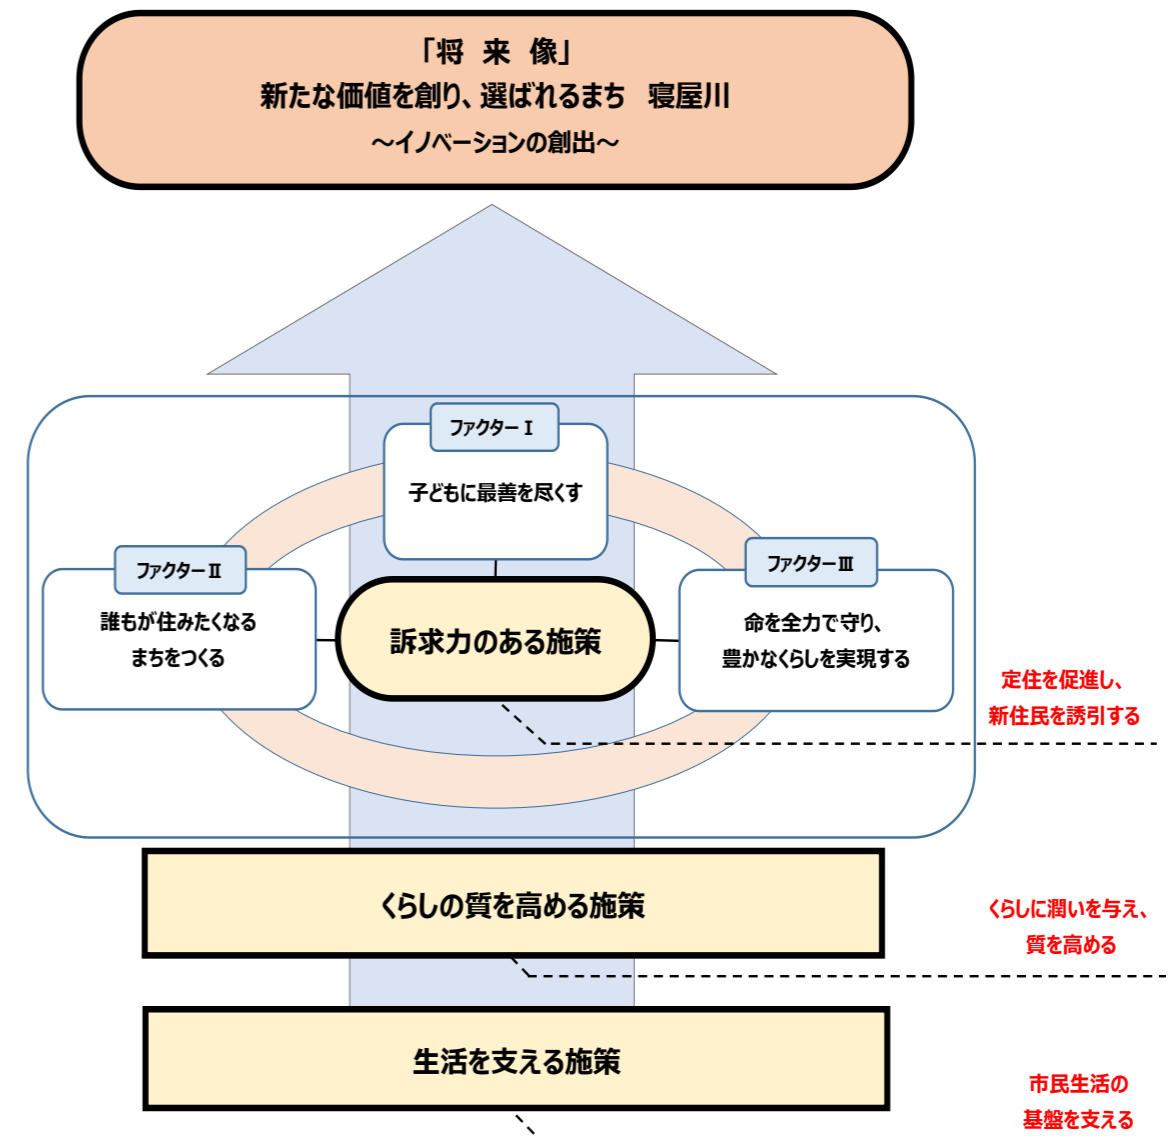 「将　来　像」
新たな価値を創り、選ばれるまち　寝屋川
～イノベーションの創出～
ファクターⅠ
子どもに最善を尽くす
ファクターⅡ
誰もが住みたくなる
まちをつくる
訴求力のある施策
ファクターⅢ
命を全力で守り、
豊かなくらしを実現する
定住を促進し、
新住民を誘引する
くらしの質を高める施策
くらしに潤いを与え、
質を高める
生活を支える施策
市民生活の
基盤を支える